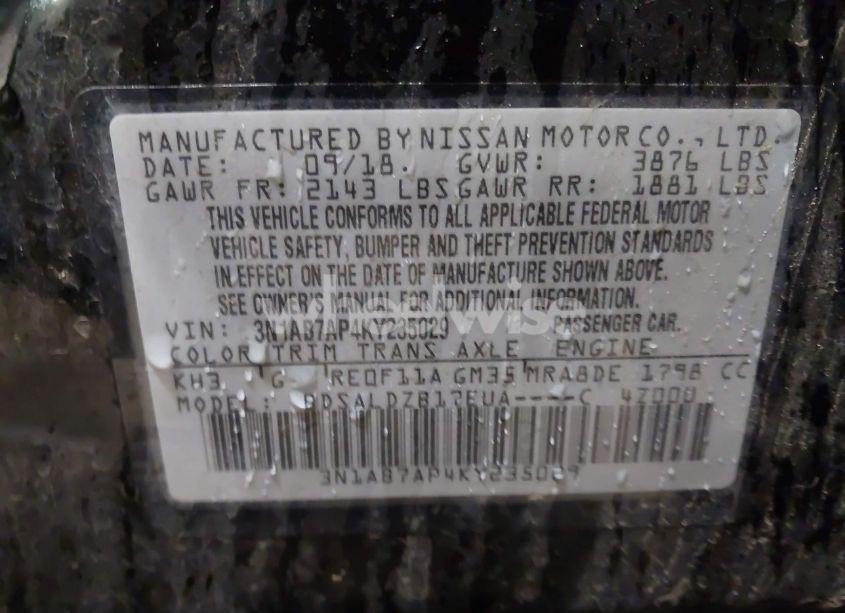 MANUFACTURED BY NISSAN MOTOR CO., LTD.
DATE: 09/18. GVWR: 3876 LBS
GAWR FR: 2143 LBS GAWR RR: 1881 LBS
THIS VEHICLE CONFORMS TO ALL APPLICABLE FEDERAL MOTOR
VEHICLE SAFETY, BUMPER AND THEFT PREVENTION STANDARDS
IN EFFECT ON THE DATE OF MANUFACTURE SHOWN ABOVE.
SEE OWNER'S MANUAL FOR ADDITIONAL INFORMATION.
VIN: 3N1AB7AP4KY235029 PASSENGER CAR.
COLOR TRIM TRANS AXLE ENGINE
KH3 G RE0F11A GM35 MRA8DE 1798 CC
MODEL: BDSALDZB17EUA----C 4Z000
3N1AB7AP4KY235029